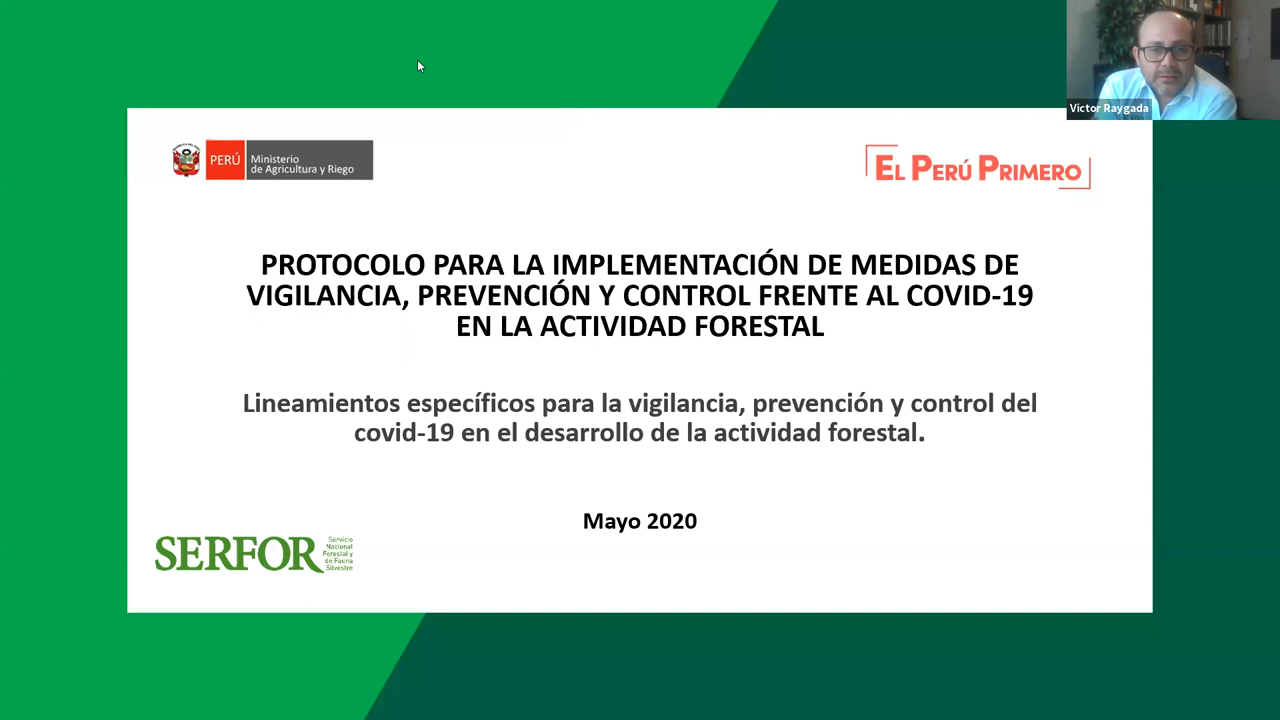 Victor Raygada
PERÚ
Ministerio
de Agricultura y Riego
EL PERÚ PRIMERO
PROTOCOLO PARA LA IMPLEMENTACIÓN DE MEDIDAS DE
VIGILANCIA, PREVENCIÓN Y CONTROL FRENTE AL COVID-19
EN LA ACTIVIDAD FORESTAL
Lineamientos específicos para la vigilancia, prevención y control del
covid-19 en el desarrollo de la actividad forestal.
Mayo 2020
SERFOR
Servicio
Nacional
Forestal y
de Fauna
Silvestre